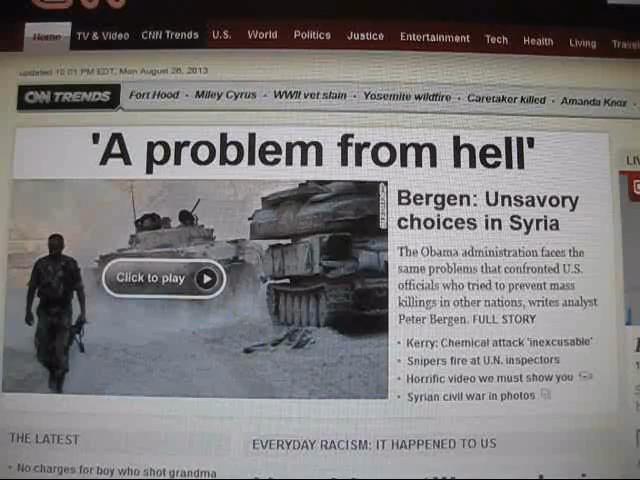 Home TV & Video CNN Trends U.S. World Politics Justice Entertainment Tech Health Living Travel
updated 10:01 PM EDT, Mon August 26, 2013
CNN TRENDS Fort Hood • Miley Cyrus • WWII vet slain • Yosemite wildfire • Caretaker killed • Amanda Knox
'A problem from hell'
Click to play
Bergen: Unsavory
choices in Syria
The Obama administration faces the
same problems that confronted U.S.
officials who tried to prevent mass
killings in other nations, writes analyst
Peter Bergen. FULL STORY
• Kerry: Chemical attack 'inexcusable'
• Snipers fire at U.N. inspectors
• Horrific video we must show you
• Syrian civil war in photos
THE LATEST
• No charges for boy who shot grandma
EVERYDAY RACISM: IT HAPPENED TO US